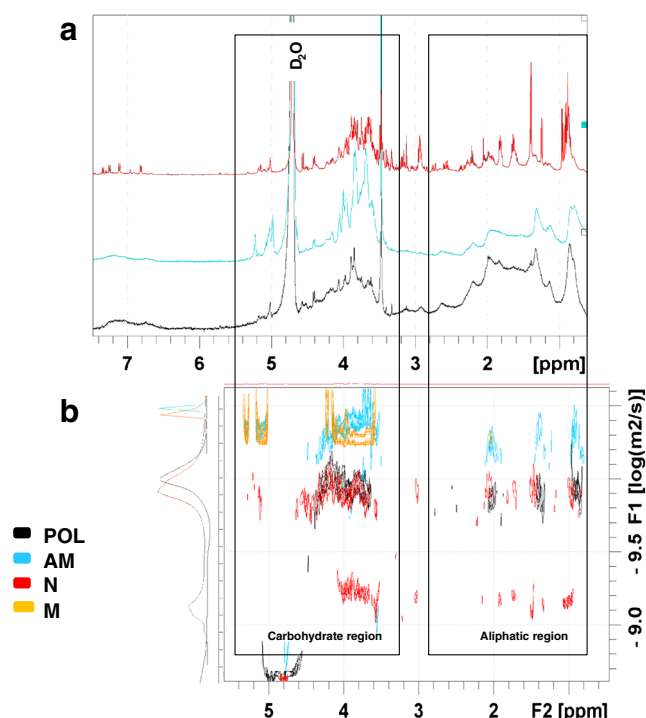 a
D₂O
7 6 5 4 3 2 [ppm]
b
POL
AM
N
M
Carbohydrate region
Aliphatic region
- 9.5
- 9.0
F1 [log(m2/s)]
5 4 3 2 F2 [ppm]